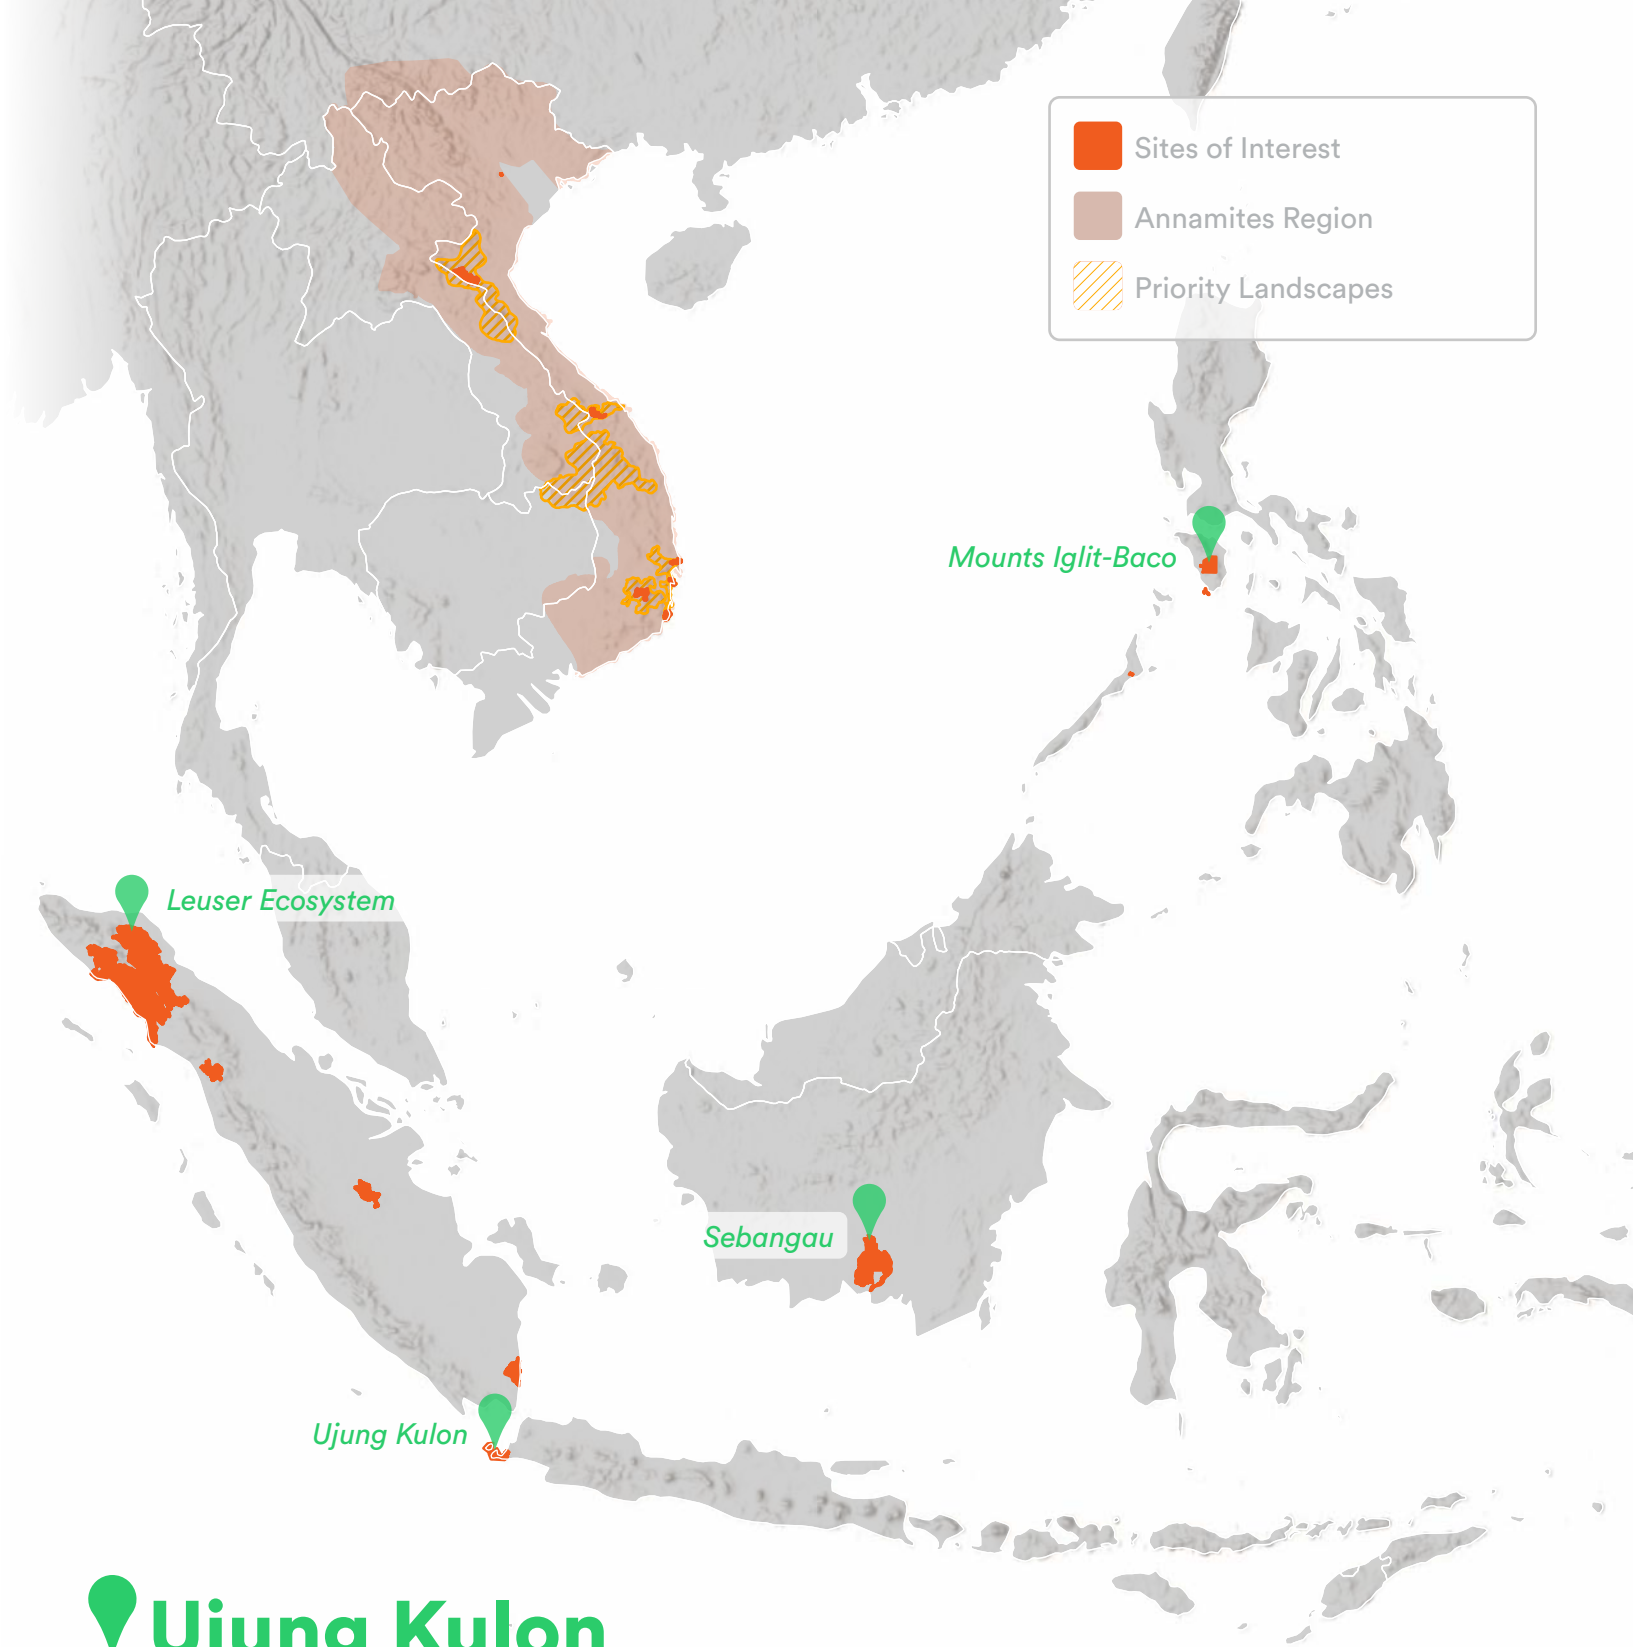 Sites of Interest
Annamites Region
Priority Landscapes
Mounts Iglit-Baco
Leuser Ecosystem
Sebangau
Ujung Kulon
Ujung Kulon